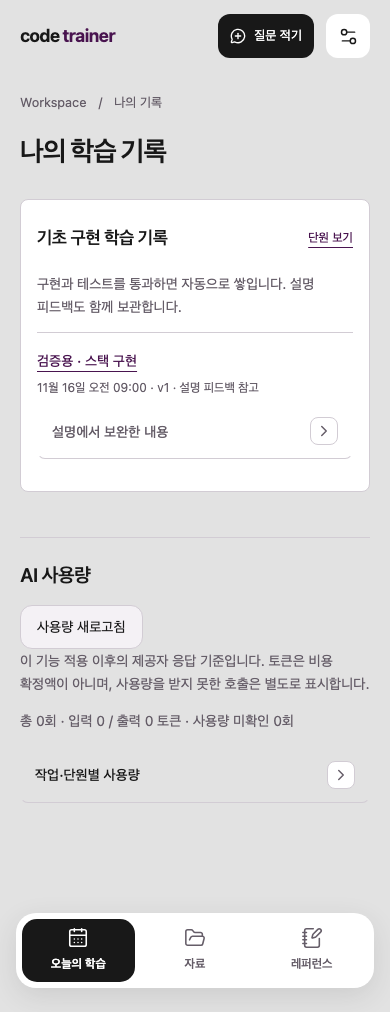 code trainer
질문 적기
Workspace / 나의 기록
나의 학습 기록
기초 구현 학습 기록
단원 보기
구현과 테스트를 통과하면 자동으로 쌓입니다. 설명
피드백도 함께 보관합니다.
검증용 · 스택 구현
11월 16일 오전 09:00 · v1 · 설명 피드백 참고
설명에서 보완한 내용
AI 사용량
사용량 새로고침
이 기능 적용 이후의 제공자 응답 기준입니다. 토큰은 비용
확정액이 아니며, 사용량을 받지 못한 호출은 별도로 표시합니다.
총 0회 · 입력 0 / 출력 0 토큰 · 사용량 미확인 0회
작업·단원별 사용량
오늘의 학습
자료
레퍼런스